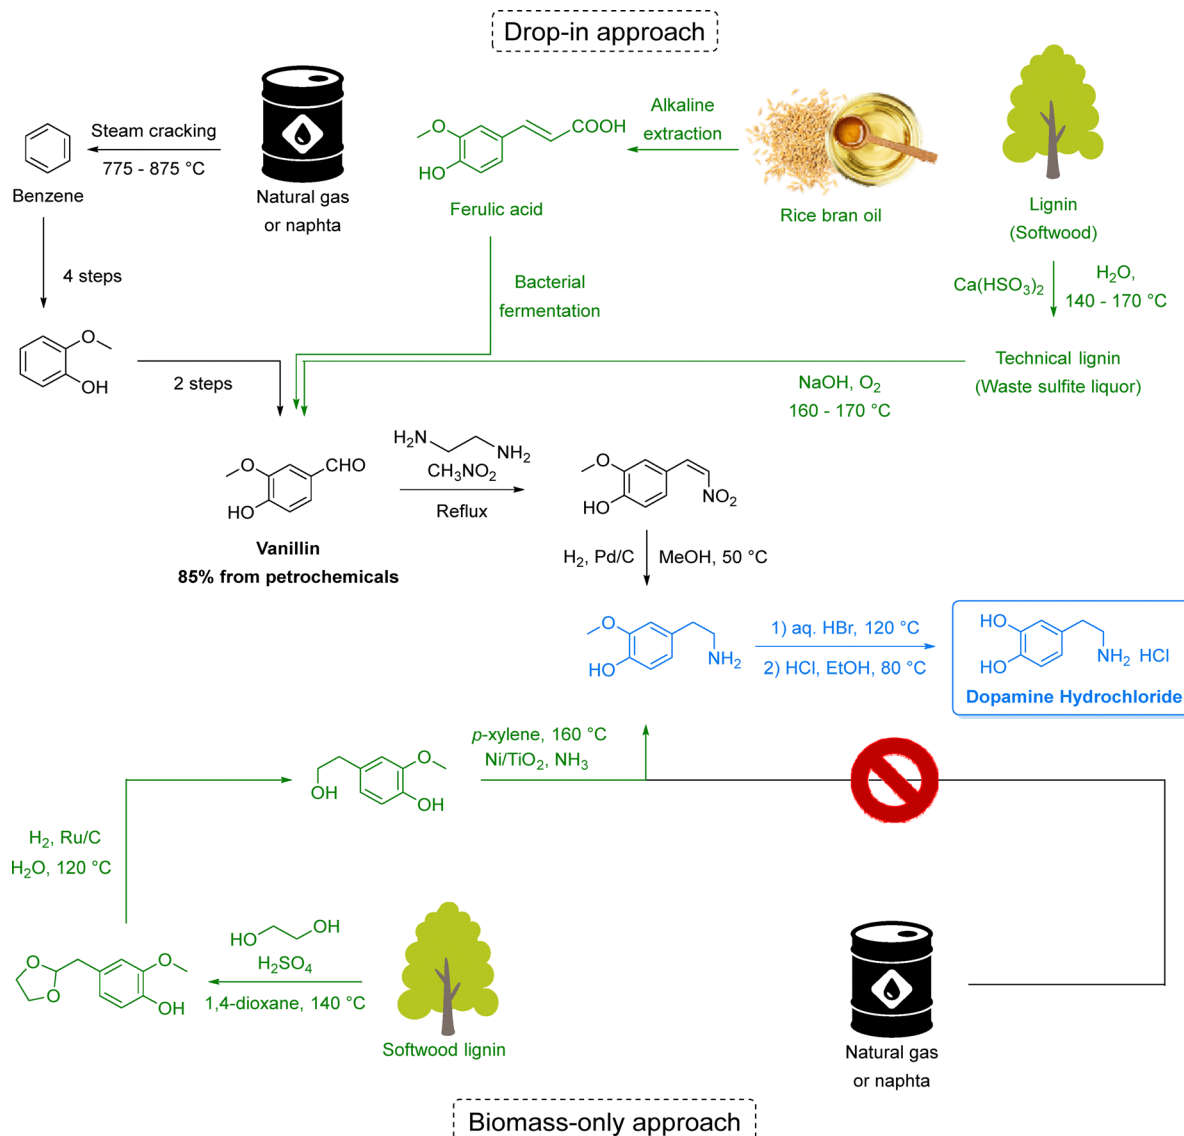 Drop-in approach
Steam cracking
775 - 875 °C
Benzene
Natural gas
or naphta
COOH
O
HO
Ferulic acid
Alkaline
extraction
Rice bran oil
Lignin
(Softwood)
Ca(HSO3)2
H2O,
140 - 170 °C
4 steps
Bacterial
fermentation
O
OH
2 steps
Technical lignin
(Waste sulfite liquor)
NaOH, O2
160 - 170 °C
O
CHO
HO
Vanillin
85% from petrochemicals
H2N
NH2
CH3NO2
Reflux
O
HO
NO2
H2, Pd/C
MeOH, 50 °C
O
HO
NH2
1) aq. HBr, 120 °C
2) HCl, EtOH, 80 °C
HO
HO
NH2 HCl
Dopamine Hydrochloride
OH
O
OH
p-xylene, 160 °C
Ni/TiO2, NH3
H2, Ru/C
H2O, 120 °C
O
O
O
OH
HO
OH
H2SO4
1,4-dioxane, 140 °C
Softwood lignin
Natural gas
or naphta
Biomass-only approach